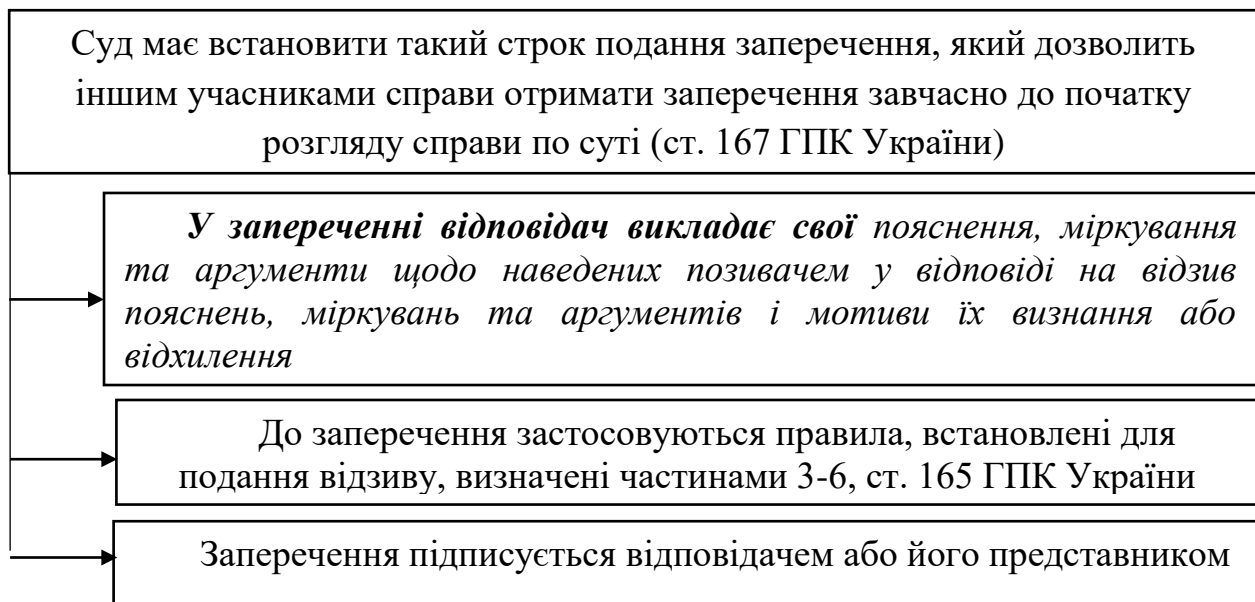 Суд має встановити такий строк подання заперечення, який дозволить
іншим учасниками справи отримати заперечення завчасно до початку
розгляду справи по суті (ст. 167 ГПК України)
У запереченні відповідач викладає свої пояснення, міркування
та аргументи щодо наведених позивачем у відповіді на відзив
пояснень, міркувань та аргументів і мотиви їх визнання або
відхилення
До заперечення застосовуються правила, встановлені для
подання відзиву, визначені частинами 3-6, ст. 165 ГПК України
Заперечення підписується відповідачем або його представником